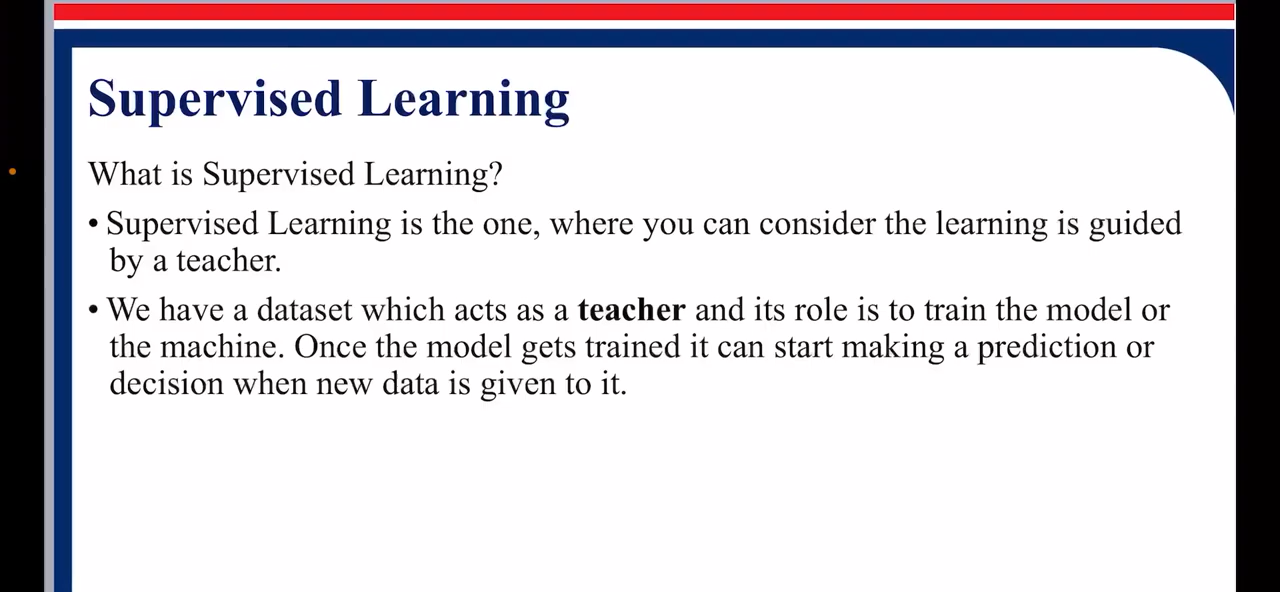 Supervised Learning
What is Supervised Learning?
• Supervised Learning is the one, where you can consider the learning is guided
by a teacher.
• We have a dataset which acts as a teacher and its role is to train the model or
the machine. Once the model gets trained it can start making a prediction or
decision when new data is given to it.